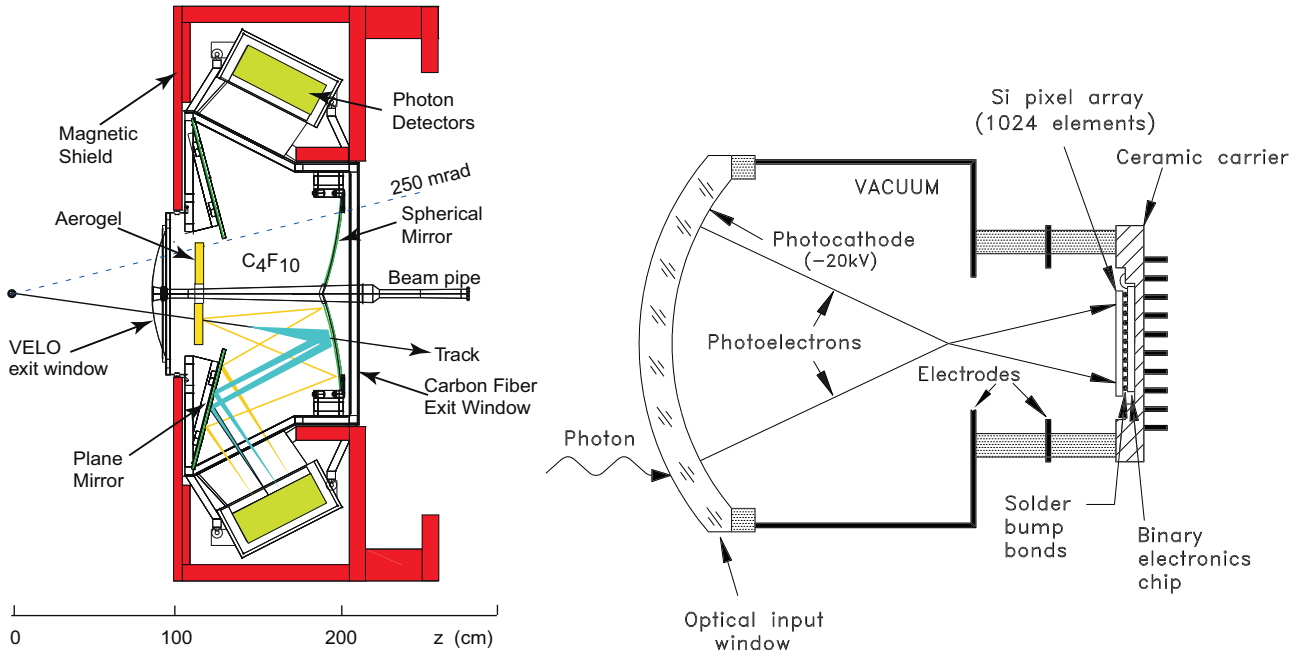 Magnetic
Shield
Photon
Detectors
250 mrad
Aerogel
Spherical
Mirror
C4F10
Beam pipe
VELO
exit window
Track
Carbon Fiber
Exit Window
Plane
Mirror
0
100
200
z (cm)
Si pixel array
(1024 elements)
Ceramic carrier
VACUUM
Photocathode
(-20kV)
Photoelectrons
Electrodes
Photon
Solder
bump
bonds
Binary
electronics
chip
Optical input
window